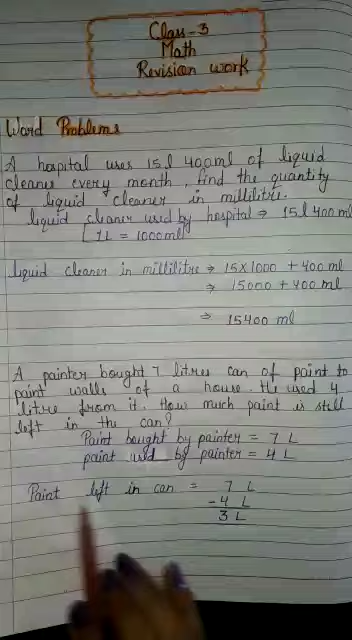 Class-3
Math
Revision work
Word Problems
A hospital uses 15 l 400ml of liquid
cleaner every month, find the quantity
of liquid cleaner in millilitre.
liquid cleaner used by hospital ⇒ 15 l 400 ml
[1L = 1000ml]
liquid cleaner in millilitre ⇒ 15×1000 + 400 ml
⇒ 15000 + 400 ml
⇒ 15400 ml
A painter bought 7 litres can of paint to
paint walls of a house. He used 4
litre from it. How much paint is still
left in the can?
Paint bought by painter = 7 L
paint used by painter = 4 L
Paint left in can = 7 L
- 4 L
3 L